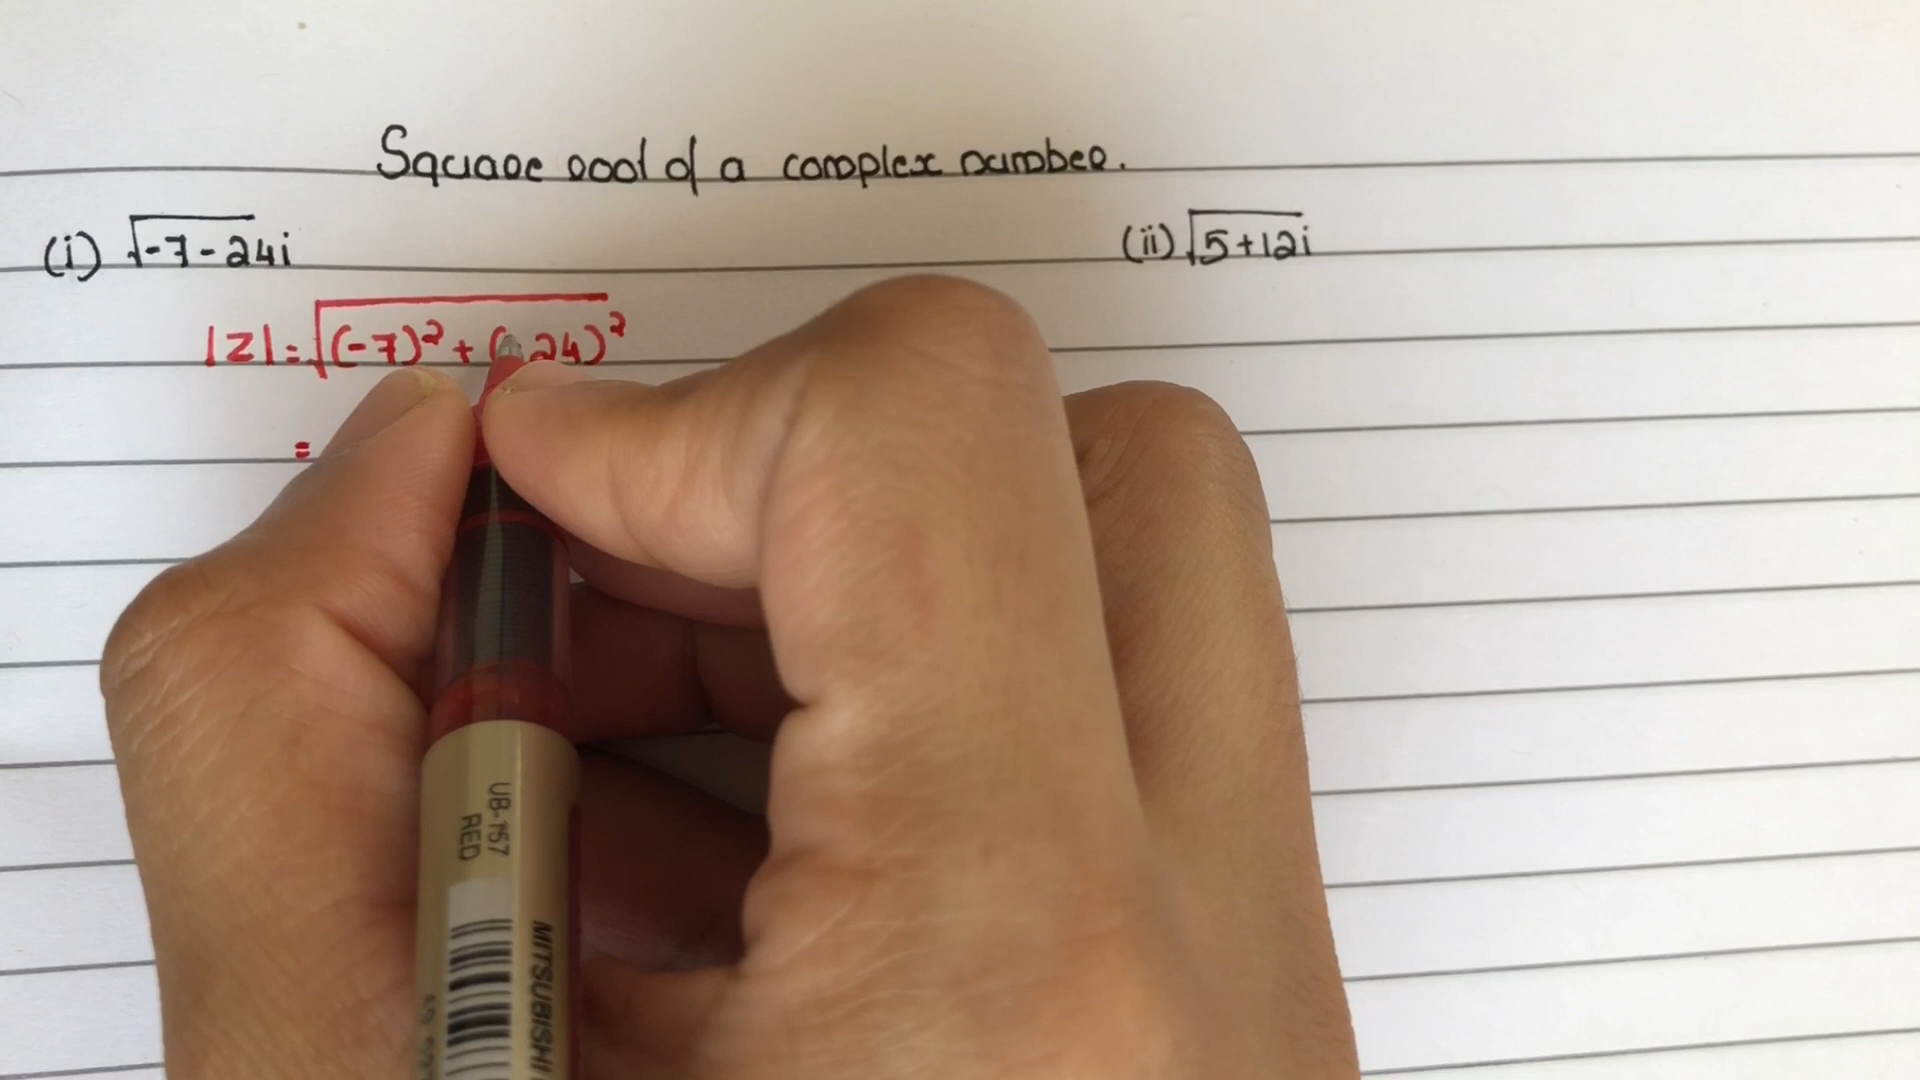 Square root of a complex number.
(i) √-7-24i
(ii) √5+12i
|z| = √(-7)² + ( 24)²
=
UB-157
RED
MITSUBISHI